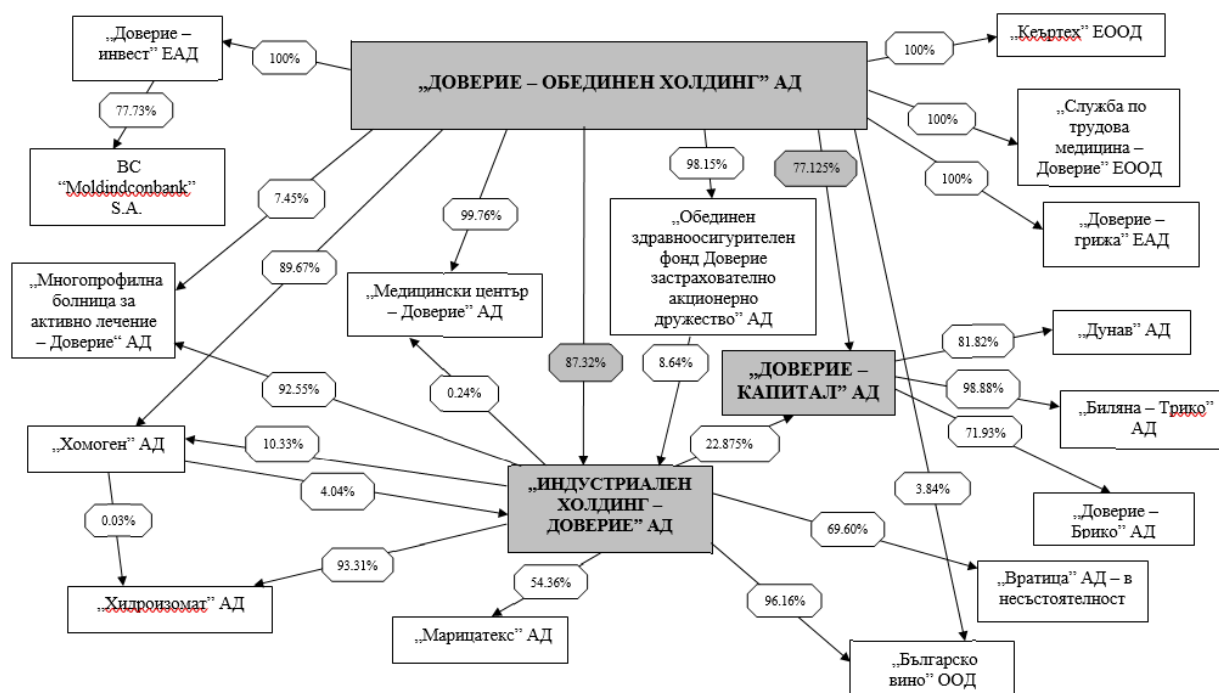 „Доверие –
инвест” ЕАД
100%
„ДОВЕРИЕ – ОБЕДИНЕН ХОЛДИНГ” АД
100%
„Кеъртех” ЕООД
77.73%
100%
„Служба по
трудова
медицина –
Доверие” ЕООД
ВС
“Moldindconbank”
S.A.
7.45%
99.76%
98.15%
77.125%
100%
„Доверие –
грижа” ЕАД
89.67%
„Обединен
здравноосигурителен
фонд Доверие
застрахователно
акционерно
дружество” АД
„Многопрофилна
болница за
активно лечение
– Доверие“ АД
„Медицински център
– Доверие” АД
81.82%
„Дунав” АД
87.32%
8.64%
„ДОВЕРИЕ –
КАПИТАЛ” АД
98.88%
„Биляна – Трико”
АД
92.55%
0.24%
71.93%
„Хомоген” АД
10.33%
22.875%
4.04%
„ИНДУСТРИАЛЕН
ХОЛДИНГ –
ДОВЕРИЕ” АД
3.84%
„Доверие –
Брико” АД
0.03%
69.60%
93.31%
54.36%
96.16%
„Вратица” АД – в
несъстоятелност
„Хидроизомат” АД
„Марицатекс” АД
„Българско
вино” ООД